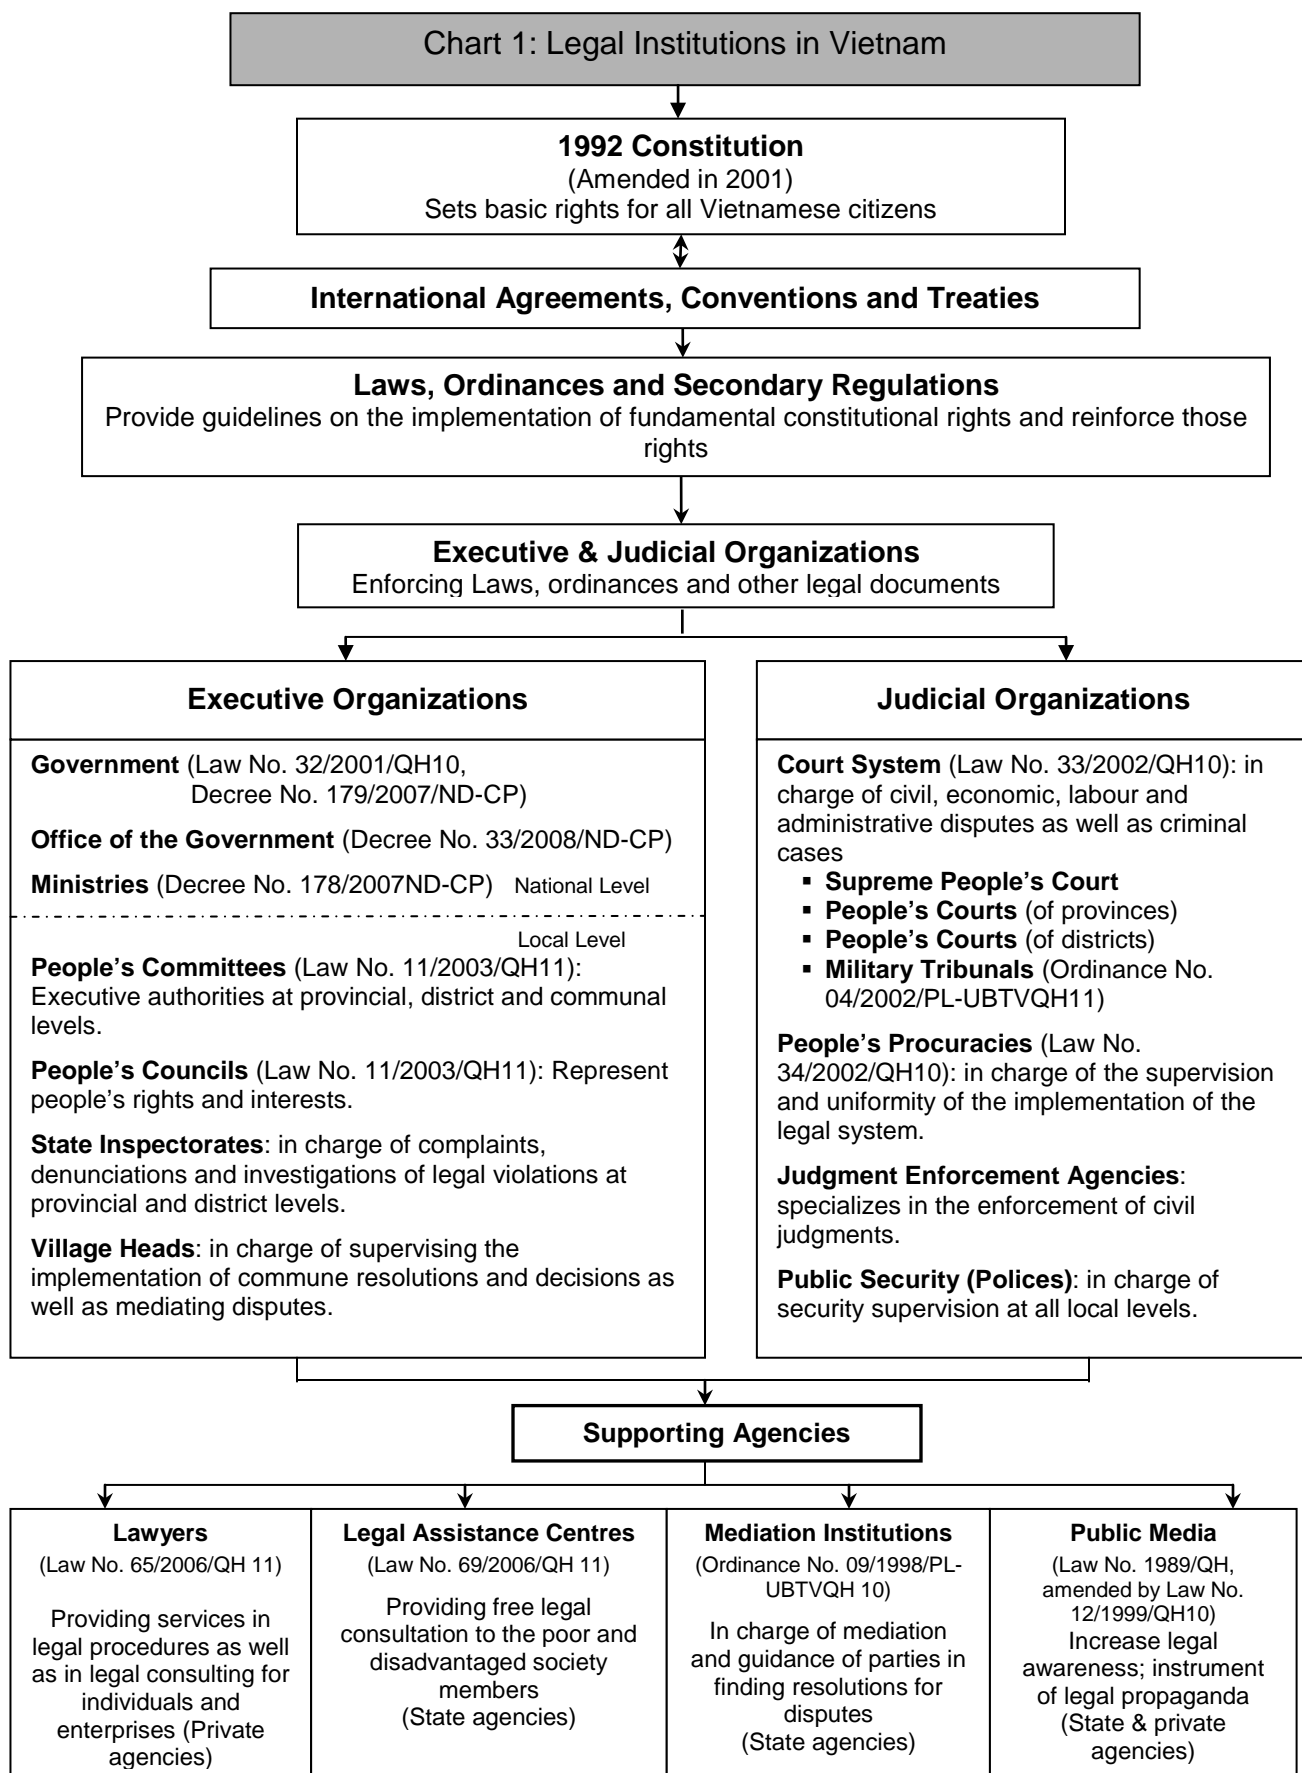 Chart 1: Legal Institutions in Vietnam
1992 Constitution
(Amended in 2001)
Sets basic rights for all Vietnamese citizens
International Agreements, Conventions and Treaties
Laws, Ordinances and Secondary Regulations
Provide guidelines on the implementation of fundamental constitutional rights and reinforce those
rights
Executive & Judicial Organizations
Enforcing Laws, ordinances and other legal documents
Executive Organizations
Government (Law No. 32/2001/QH10,
Decree No. 179/2007/ND-CP)
Office of the Government (Decree No. 33/2008/ND-CP)
Ministries (Decree No. 178/2007ND-CP) National Level
Local Level
People's Committees (Law No. 11/2003/QH11):
Executive authorities at provincial, district and communal
levels.
People's Councils (Law No. 11/2003/QH11): Represent
people's rights and interests.
State Inspectorates: in charge of complaints,
denunciations and investigations of legal violations at
provincial and district levels.
Village Heads: in charge of supervising the
implementation of commune resolutions and decisions as
well as mediating disputes.
Judicial Organizations
Court System (Law No. 33/2002/QH10): in
charge of civil, economic, labour and
administrative disputes as well as criminal
cases
▪ Supreme People's Court
▪ People's Courts (of provinces)
▪ People's Courts (of districts)
▪ Military Tribunals (Ordinance No.
04/2002/PL-UBTVQH11)
People's Procuracies (Law No.
34/2002/QH10): in charge of the supervision
and uniformity of the implementation of the
legal system.
Judgment Enforcement Agencies:
specializes in the enforcement of civil
judgments.
Public Security (Polices): in charge of
security supervision at all local levels.
Supporting Agencies
Lawyers
(Law No. 65/2006/QH 11)
Providing services in
legal procedures as well
as in legal consulting for
individuals and
enterprises (Private
agencies)
Legal Assistance Centres
(Law No. 69/2006/QH 11)
Providing free legal
consultation to the poor and
disadvantaged society
members
(State agencies)
Mediation Institutions
(Ordinance No. 09/1998/PL-
UBTVQH 10)
In charge of mediation
and guidance of parties in
finding resolutions for
disputes
(State agencies)
Public Media
(Law No. 1989/QH,
amended by Law No.
12/1999/QH10)
Increase legal
awareness; instrument
of legal propaganda
(State & private
agencies)